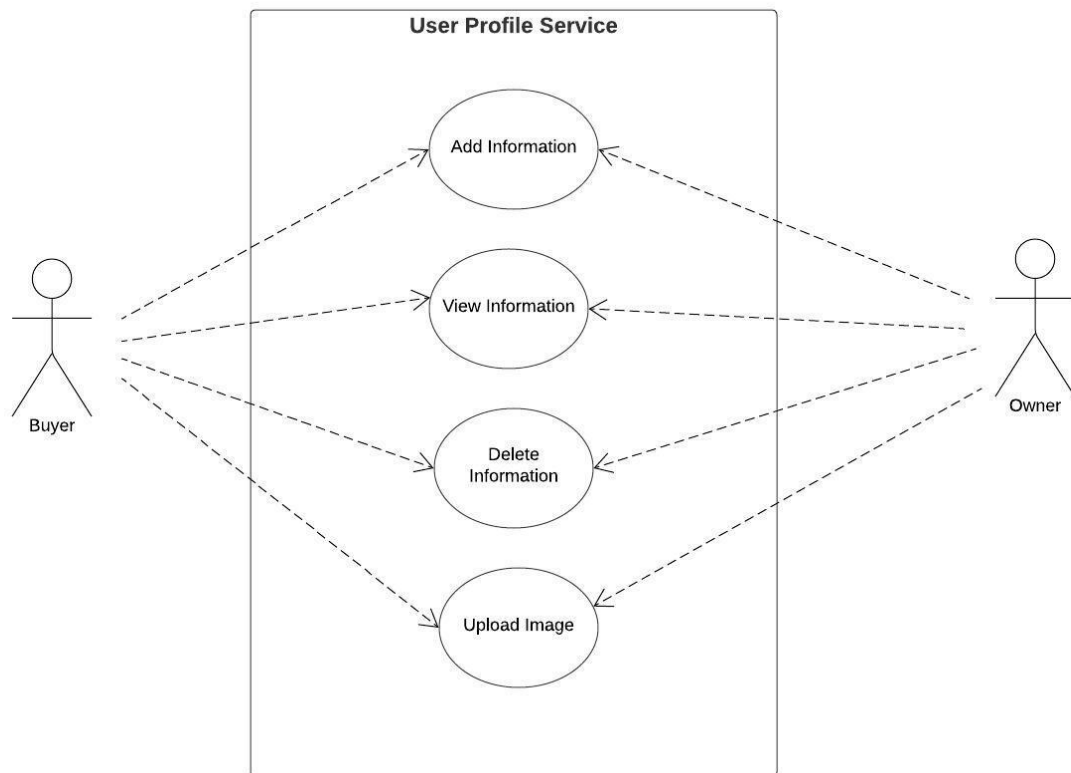 User Profile Service
Add Information
View Information
Delete
Information
Upload Image
Buyer
Owner